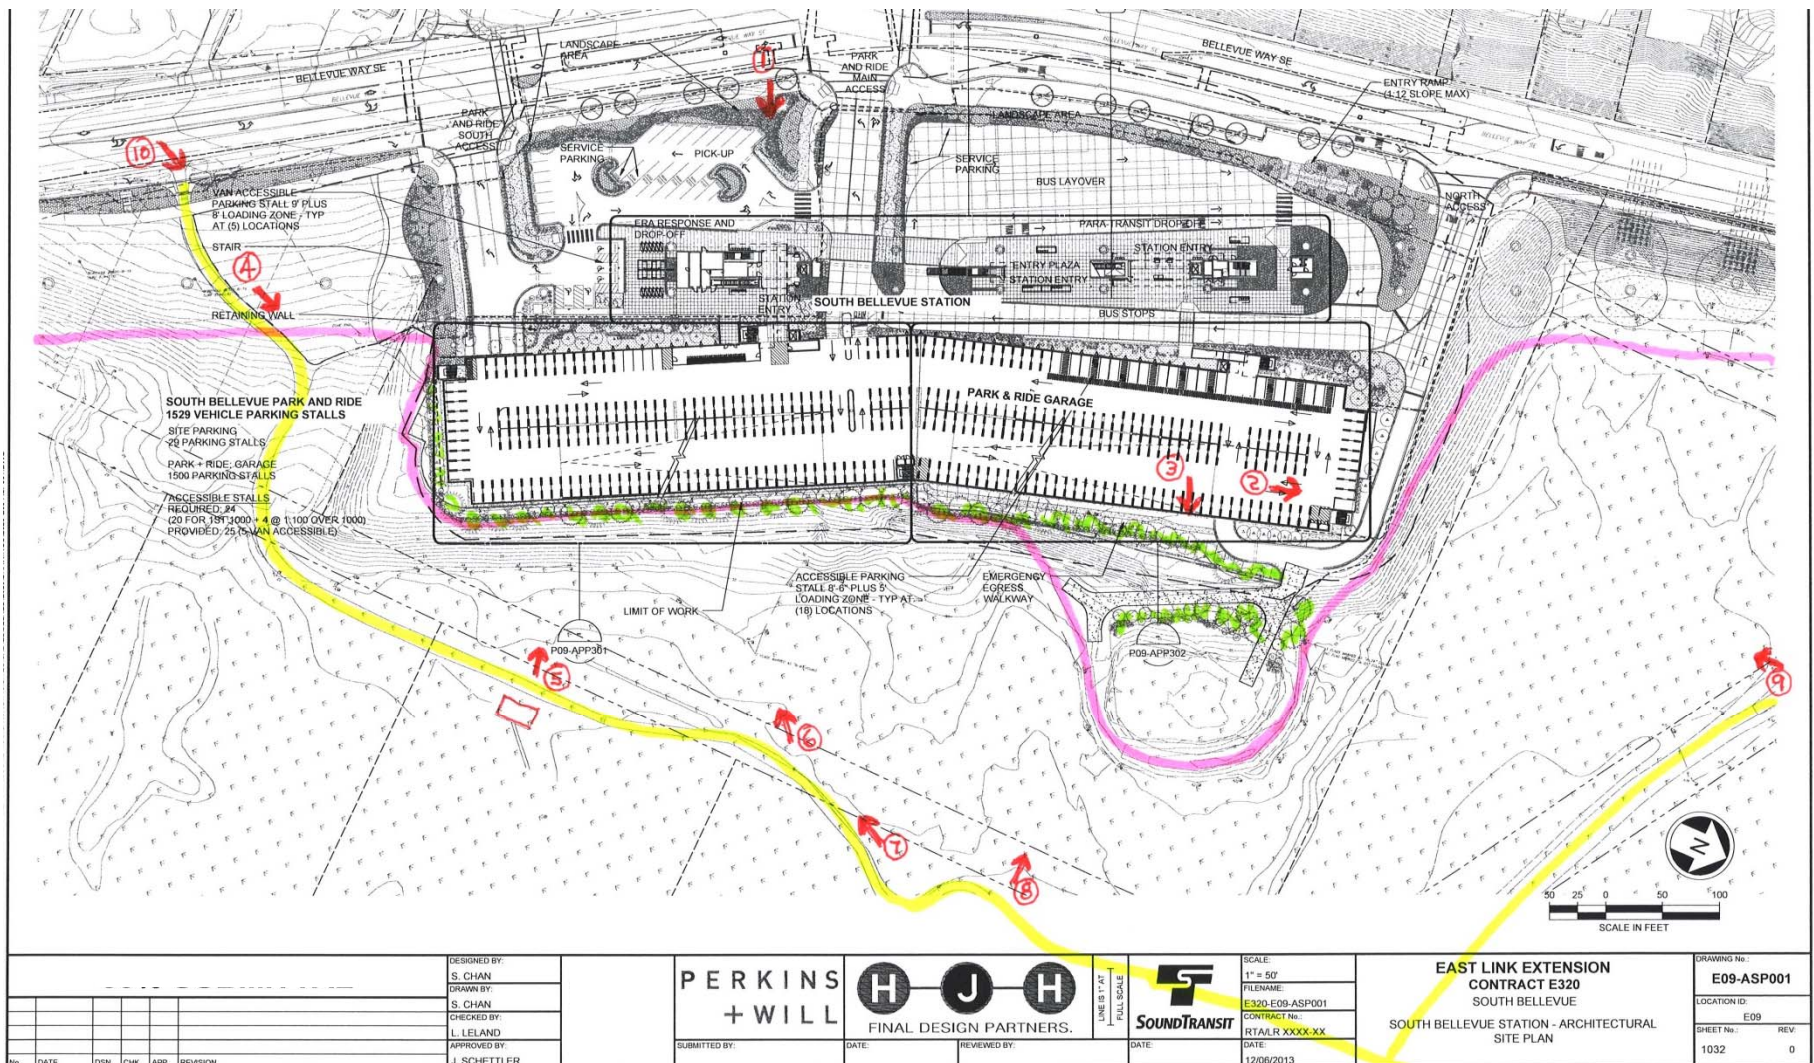 BELLEVUE WAY SE
LANDSCAPE
AREA
①
PARK
AND RIDE
MAIN
ACCESS
BELLEVUE WAY SE
ENTRY RAMP
(1:12 SLOPE MAX)
LANDSCAPE AREA
⑩
PARK
AND RIDE
SOUTH
ACCESS
SERVICE
PARKING
PICK-UP
SERVICE
PARKING
BUS LAYOVER
VAN ACCESSIBLE
PARKING STALL 9' PLUS
8' LOADING ZONE - TYP
AT (5) LOCATIONS
NORTH
ACCESS
ERA RESPONSE AND
DROP-OFF
PARA-TRANSIT DROP-OFF
STAIR
④
STATION ENTRY
ENTRY PLAZA
STATION ENTRY
STATION
ENTRY
SOUTH BELLEVUE STATION
RETAINING WALL
BUS STOPS
SOUTH BELLEVUE PARK AND RIDE
1529 VEHICLE PARKING STALLS
SITE PARKING
29 PARKING STALLS
PARK + RIDE: GARAGE
1500 PARKING STALLS
ACCESSIBLE STALLS
REQUIRED: 24
(20 FOR 1ST 1000 + 4 @ 1:100 OVER 1000)
PROVIDED: 25 (5 VAN ACCESSIBLE)
PARK & RIDE GARAGE
③
②
LIMIT OF WORK
ACCESSIBLE PARKING
STALL 8'-6" PLUS 5'
LOADING ZONE - TYP AT
(18) LOCATIONS
EMERGENCY
EGRESS
WALKWAY
P09-APP301
P09-APP302
⑤
⑥
⑦
⑧
⑨
N
50 25 0 50 100
SCALE IN FEET
DESIGNED BY:
S. CHAN
DRAWN BY:
S. CHAN
CHECKED BY:
L. LELAND
APPROVED BY:
J. SCHETTLER
No. DATE DSN CHK APP REVISION
PERKINS
+ WILL
SUBMITTED BY:
DATE:
H J H
FINAL DESIGN PARTNERS.
REVIEWED BY:
DATE:
LINE IS 1" AT
FULL SCALE
SOUNDTRANSIT
SCALE:
1" = 50'
FILENAME:
E320-E09-ASP001
CONTRACT No.:
RTA/LR XXXX-XX
DATE:
12/06/2013
EAST LINK EXTENSION
CONTRACT E320
SOUTH BELLEVUE
SOUTH BELLEVUE STATION - ARCHITECTURAL
SITE PLAN
DRAWING No.:
E09-ASP001
LOCATION ID:
E09
SHEET No.:
1032
REV:
0